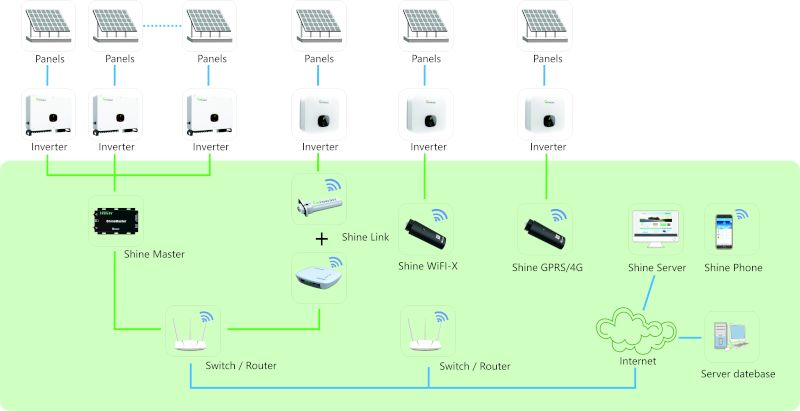 Panels Panels Panels Panels Panels Panels
Inverter Inverter Inverter Inverter Inverter Inverter
ShineMaster
Shine Master
Shine Link
+
Shine WiFI-X
Shine GPRS/4G
Shine Server
Shine Phone
Switch / Router
Switch / Router
Internet
Server datebase